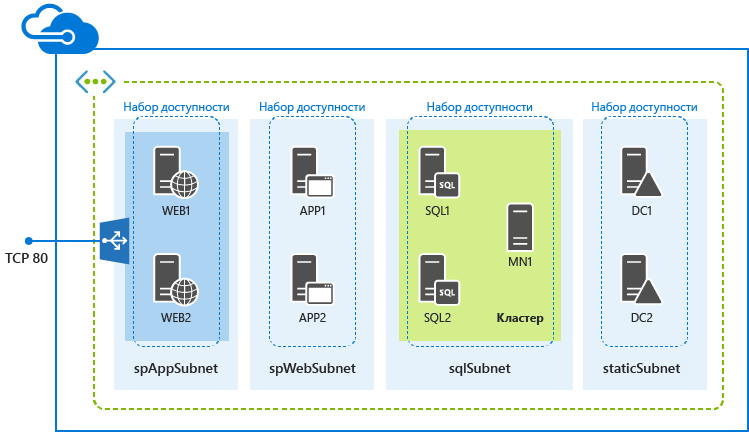 Набор доступности
Набор доступности
Набор доступности
Набор доступности
WEB1
APP1
SQL
SQL1
DC1
TCP 80
MN1
WEB2
APP2
SQL
SQL2
Кластер
DC2
spAppSubnet
spWebSubnet
sqlSubnet
staticSubnet